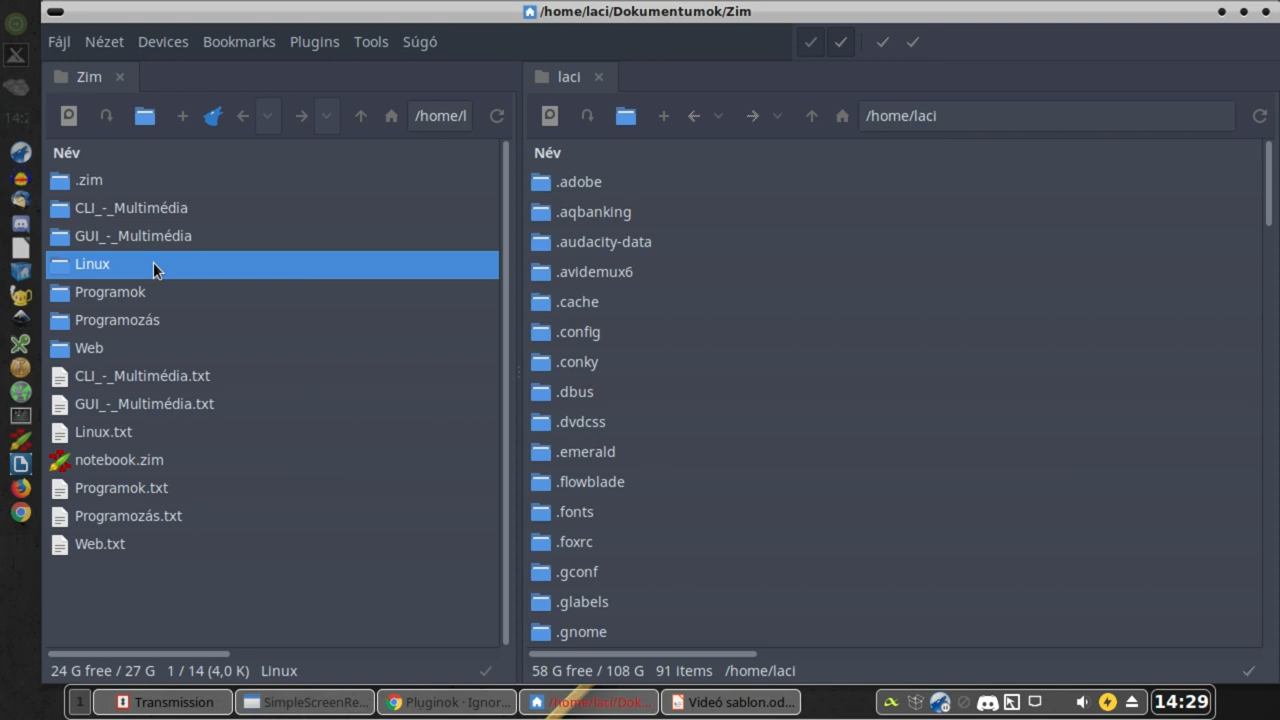 /home/laci/Dokumentumok/Zim
Fájl Nézet Devices Bookmarks Plugins Tools Súgó
Zim
laci
/home/l
/home/laci
Név
.zim
CLI_-_Multimédia
GUI_-_Multimédia
Linux
Programok
Programozás
Web
CLI_-_Multimédia.txt
GUI_-_Multimédia.txt
Linux.txt
notebook.zim
Programok.txt
Programozás.txt
Web.txt
Név
.adobe
.aqbanking
.audacity-data
.avidemux6
.cache
.config
.conky
.dbus
.dvdcss
.emerald
.flowblade
.fonts
.foxrc
.gconf
.glabels
.gnome
24 G free / 27 G 1 / 14 (4,0 K) Linux
58 G free / 108 G 91 items /home/laci
1 Transmission SimpleScreenRe... Pluginok - Ignor... /home/laci/Dok... Videó sablon.od... 14:29